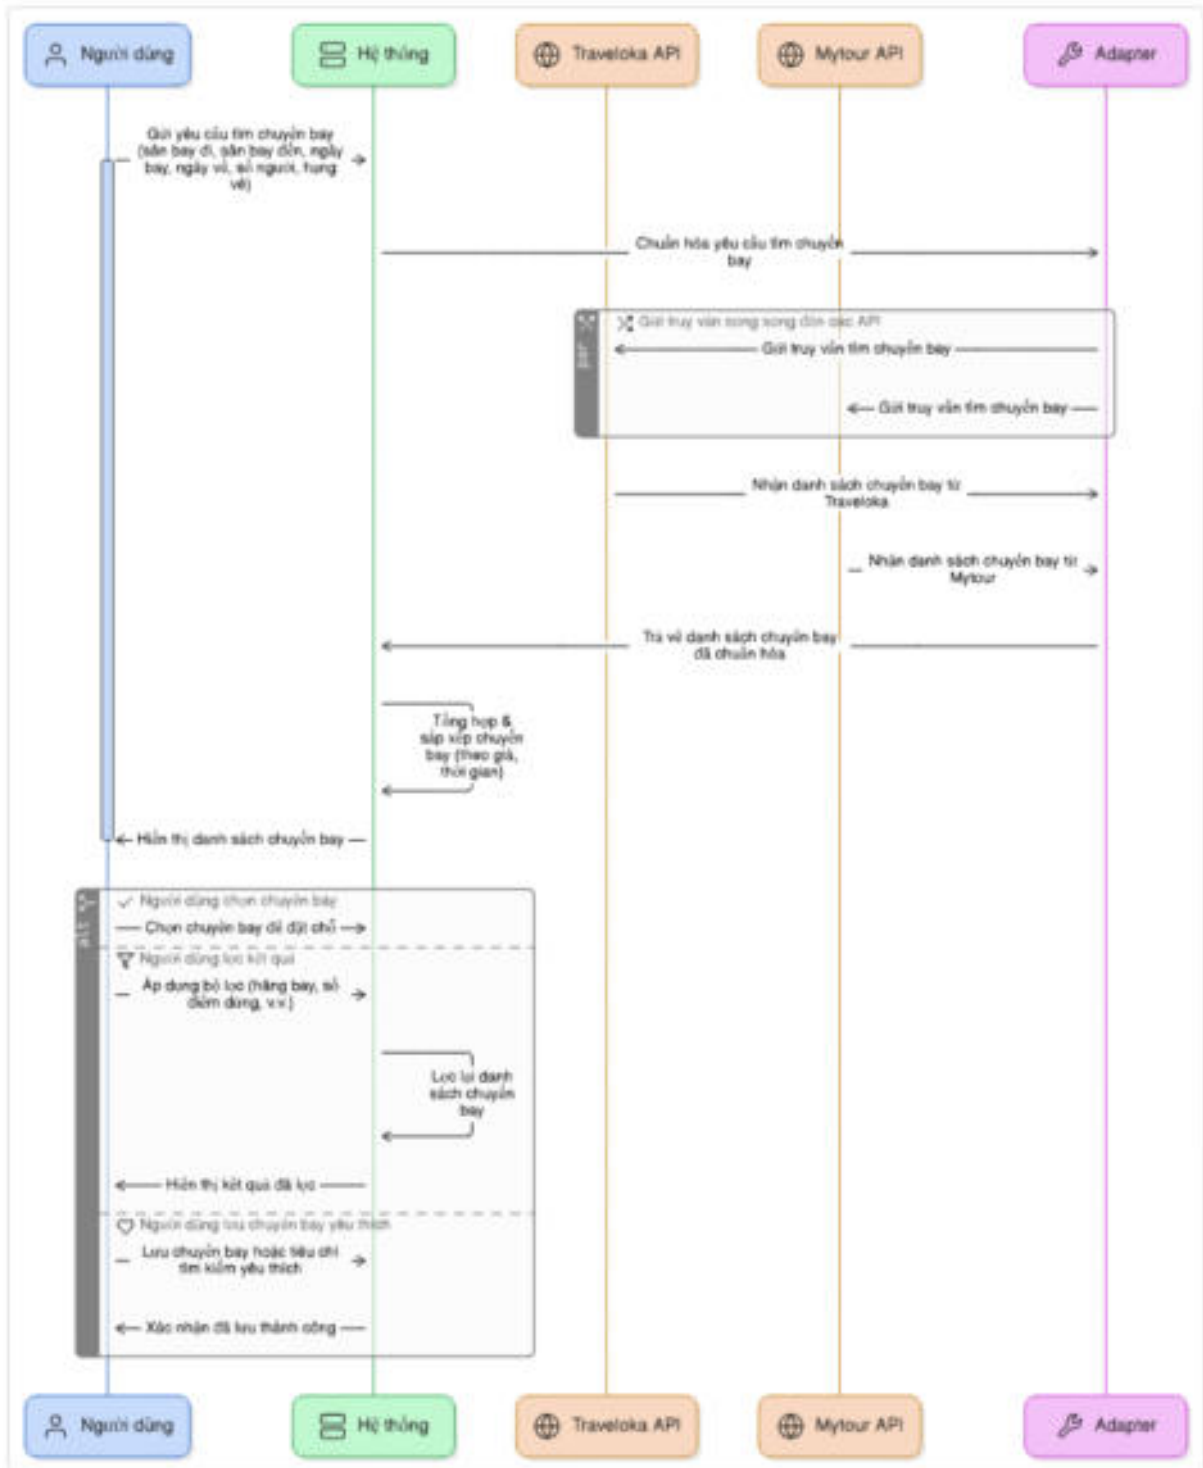 Người dùng
Hệ thống
Traveloka API
Mytour API
Adapter
Gửi yêu cầu tìm chuyến bay
(sân bay đi, sân bay đến, ngày
bay, ngày về, số người, hạng
vé)
Chuẩn hóa yêu cầu tìm chuyến
bay
par
Gửi truy vấn song song đến các API
Gửi truy vấn tìm chuyến bay
Gửi truy vấn tìm chuyến bay
Nhận danh sách chuyến bay từ
Traveloka
Nhận danh sách chuyến bay từ
Mytour
Trả về danh sách chuyến bay
đã chuẩn hóa
Tổng hợp &
sắp xếp chuyến
bay (theo giá,
thời gian)
Hiển thị danh sách chuyến bay
alt
Người dùng chọn chuyến bay
Chọn chuyến bay để đặt chỗ
Người dùng lọc kết quả
Áp dụng bộ lọc (hãng bay, số
điểm dừng, v.v.)
Lọc lại danh
sách chuyến
bay
Hiển thị kết quả đã lọc
Người dùng lưu chuyến bay yêu thích
Lưu chuyến bay hoặc tiêu chí
tìm kiếm yêu thích
Xác nhận đã lưu thành công
Người dùng
Hệ thống
Traveloka API
Mytour API
Adapter